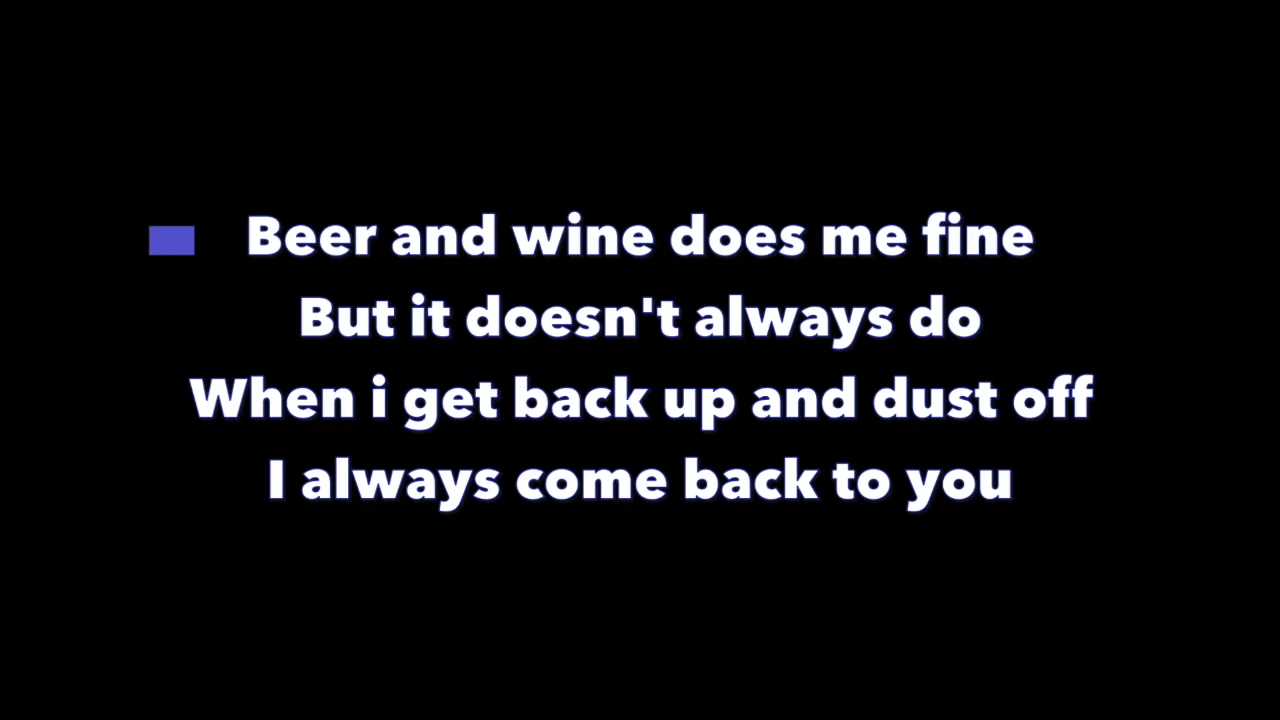 Beer and wine does me fine
But it doesn't always do
When i get back up and dust off
I always come back to you